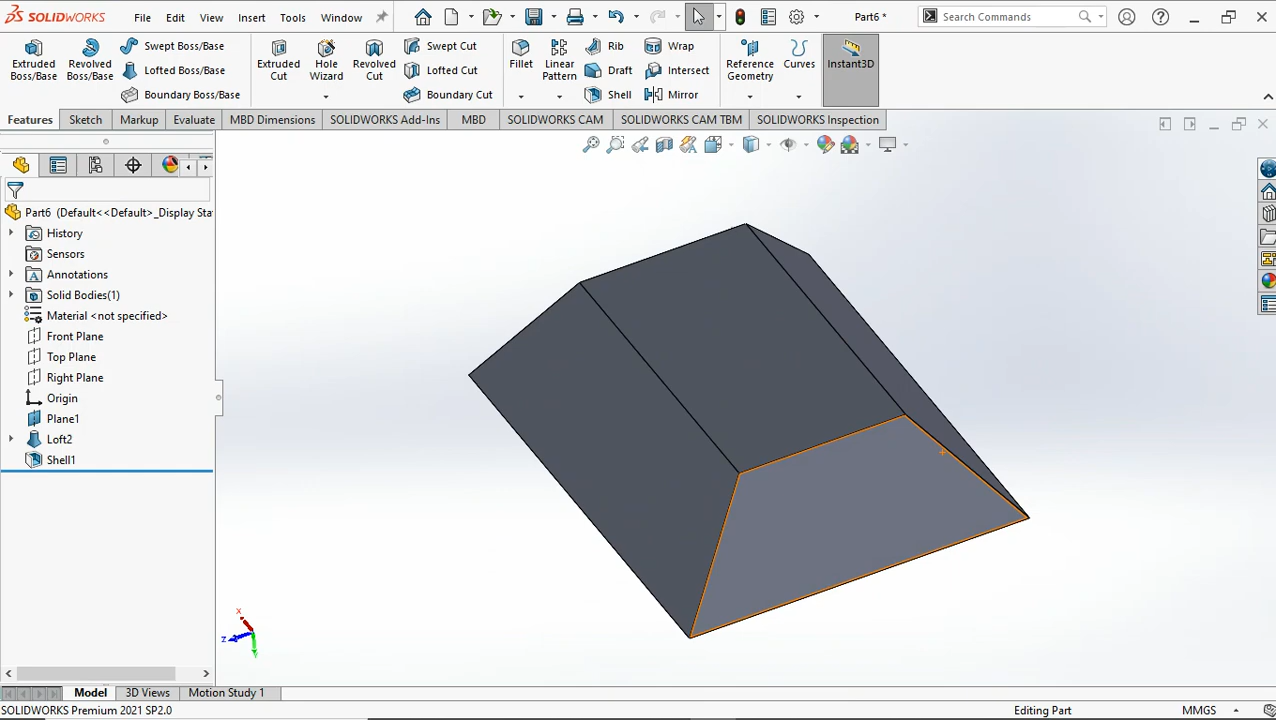 SOLIDWORKS File Edit View Insert Tools Window Part6 * Search Commands
Extruded Boss/Base
Revolved Boss/Base
Swept Boss/Base
Lofted Boss/Base
Boundary Boss/Base
Extruded Cut
Hole Wizard
Revolved Cut
Swept Cut
Lofted Cut
Boundary Cut
Fillet
Linear Pattern
Rib
Draft
Shell
Wrap
Intersect
Mirror
Reference Geometry
Curves
Instant3D
Features Sketch Markup Evaluate MBD Dimensions SOLIDWORKS Add-Ins MBD SOLIDWORKS CAM SOLIDWORKS CAM TBM SOLIDWORKS Inspection
Part6 (Default<<Default>_Display Sta
History
Sensors
Annotations
Solid Bodies(1)
Material <not specified>
Front Plane
Top Plane
Right Plane
Origin
Plane1
Loft2
Shell1
X
Z
Y
Model 3D Views Motion Study 1
SOLIDWORKS Premium 2021 SP2.0 Editing Part MMGS